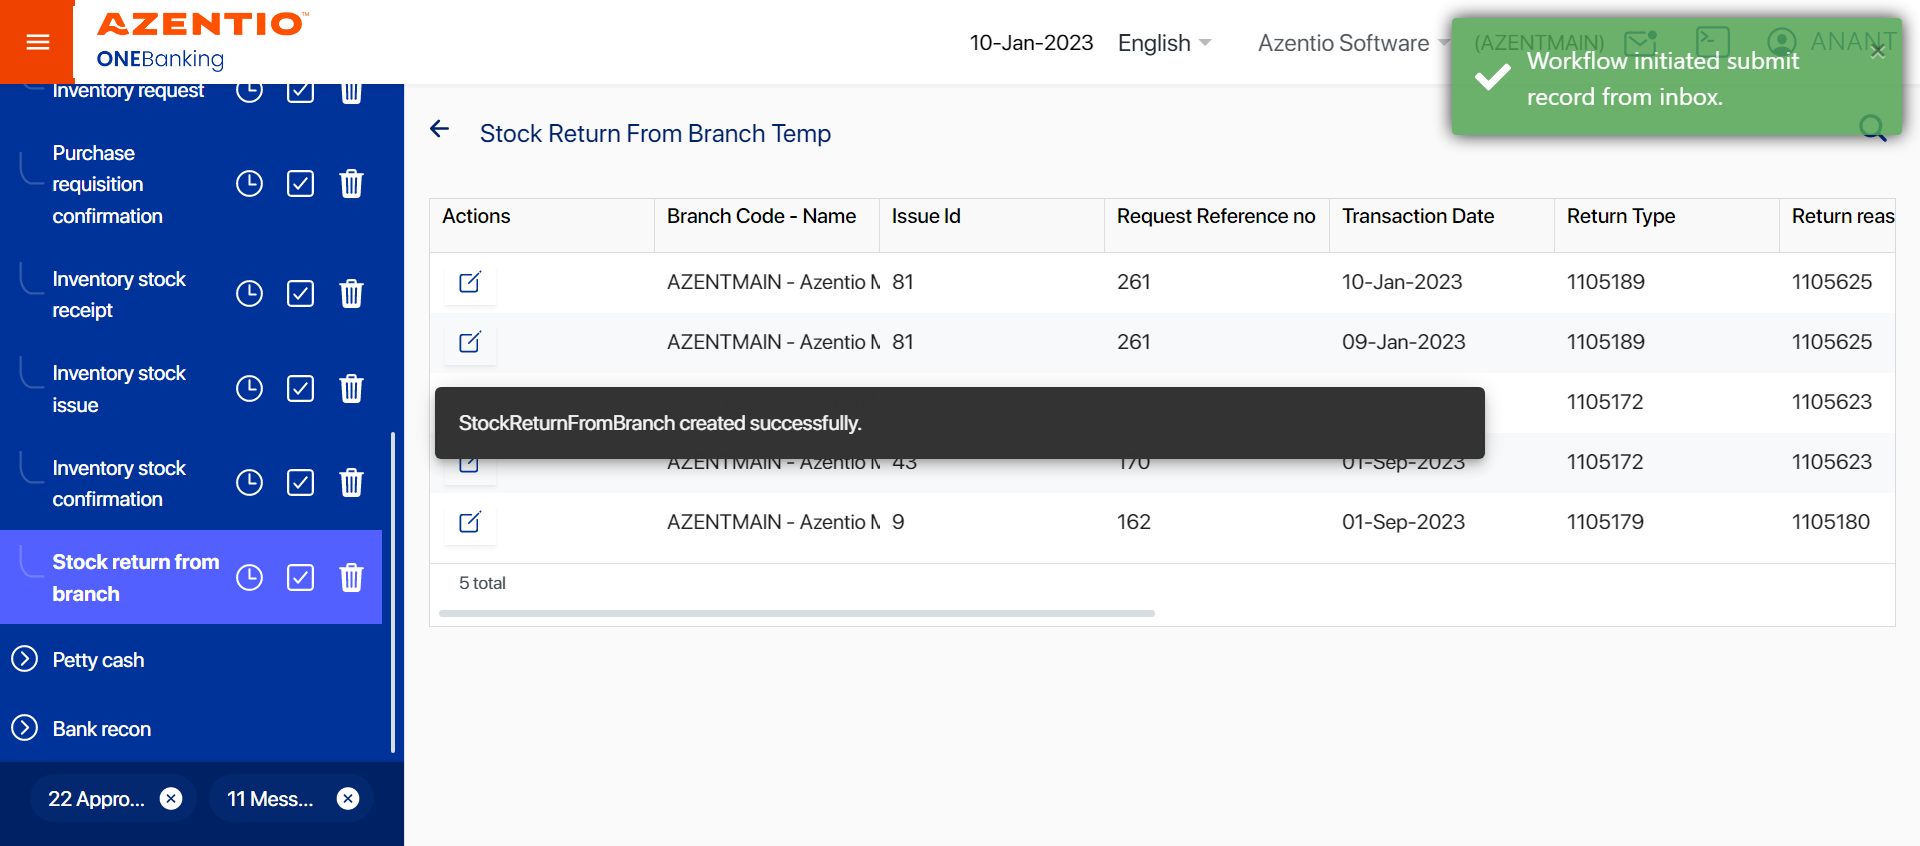 AZENTIO™
ONEBanking
10-Jan-2023
English
Azentio Software
(AZENTMAIN)
ANANT
Workflow initiated submit
record from inbox.
×
Inventory request
Purchase
requisition
confirmation
Inventory stock
receipt
Inventory stock
issue
Inventory stock
confirmation
Stock return from
branch
Petty cash
Bank recon
22 Appro...
11 Mess...
Stock Return From Branch Temp
Actions Branch Code - Name Issue Id Request Reference no Transaction Date Return Type Return reas
AZENTMAIN - Azentio M 81 261 10-Jan-2023 1105189 1105625
AZENTMAIN - Azentio M 81 261 09-Jan-2023 1105189 1105625
1105172 1105623
StockReturnFromBranch created successfully.
AZENTMAIN - Azentio M 43 170 01-Sep-2023 1105172 1105623
AZENTMAIN - Azentio M 9 162 01-Sep-2023 1105179 1105180
5 total